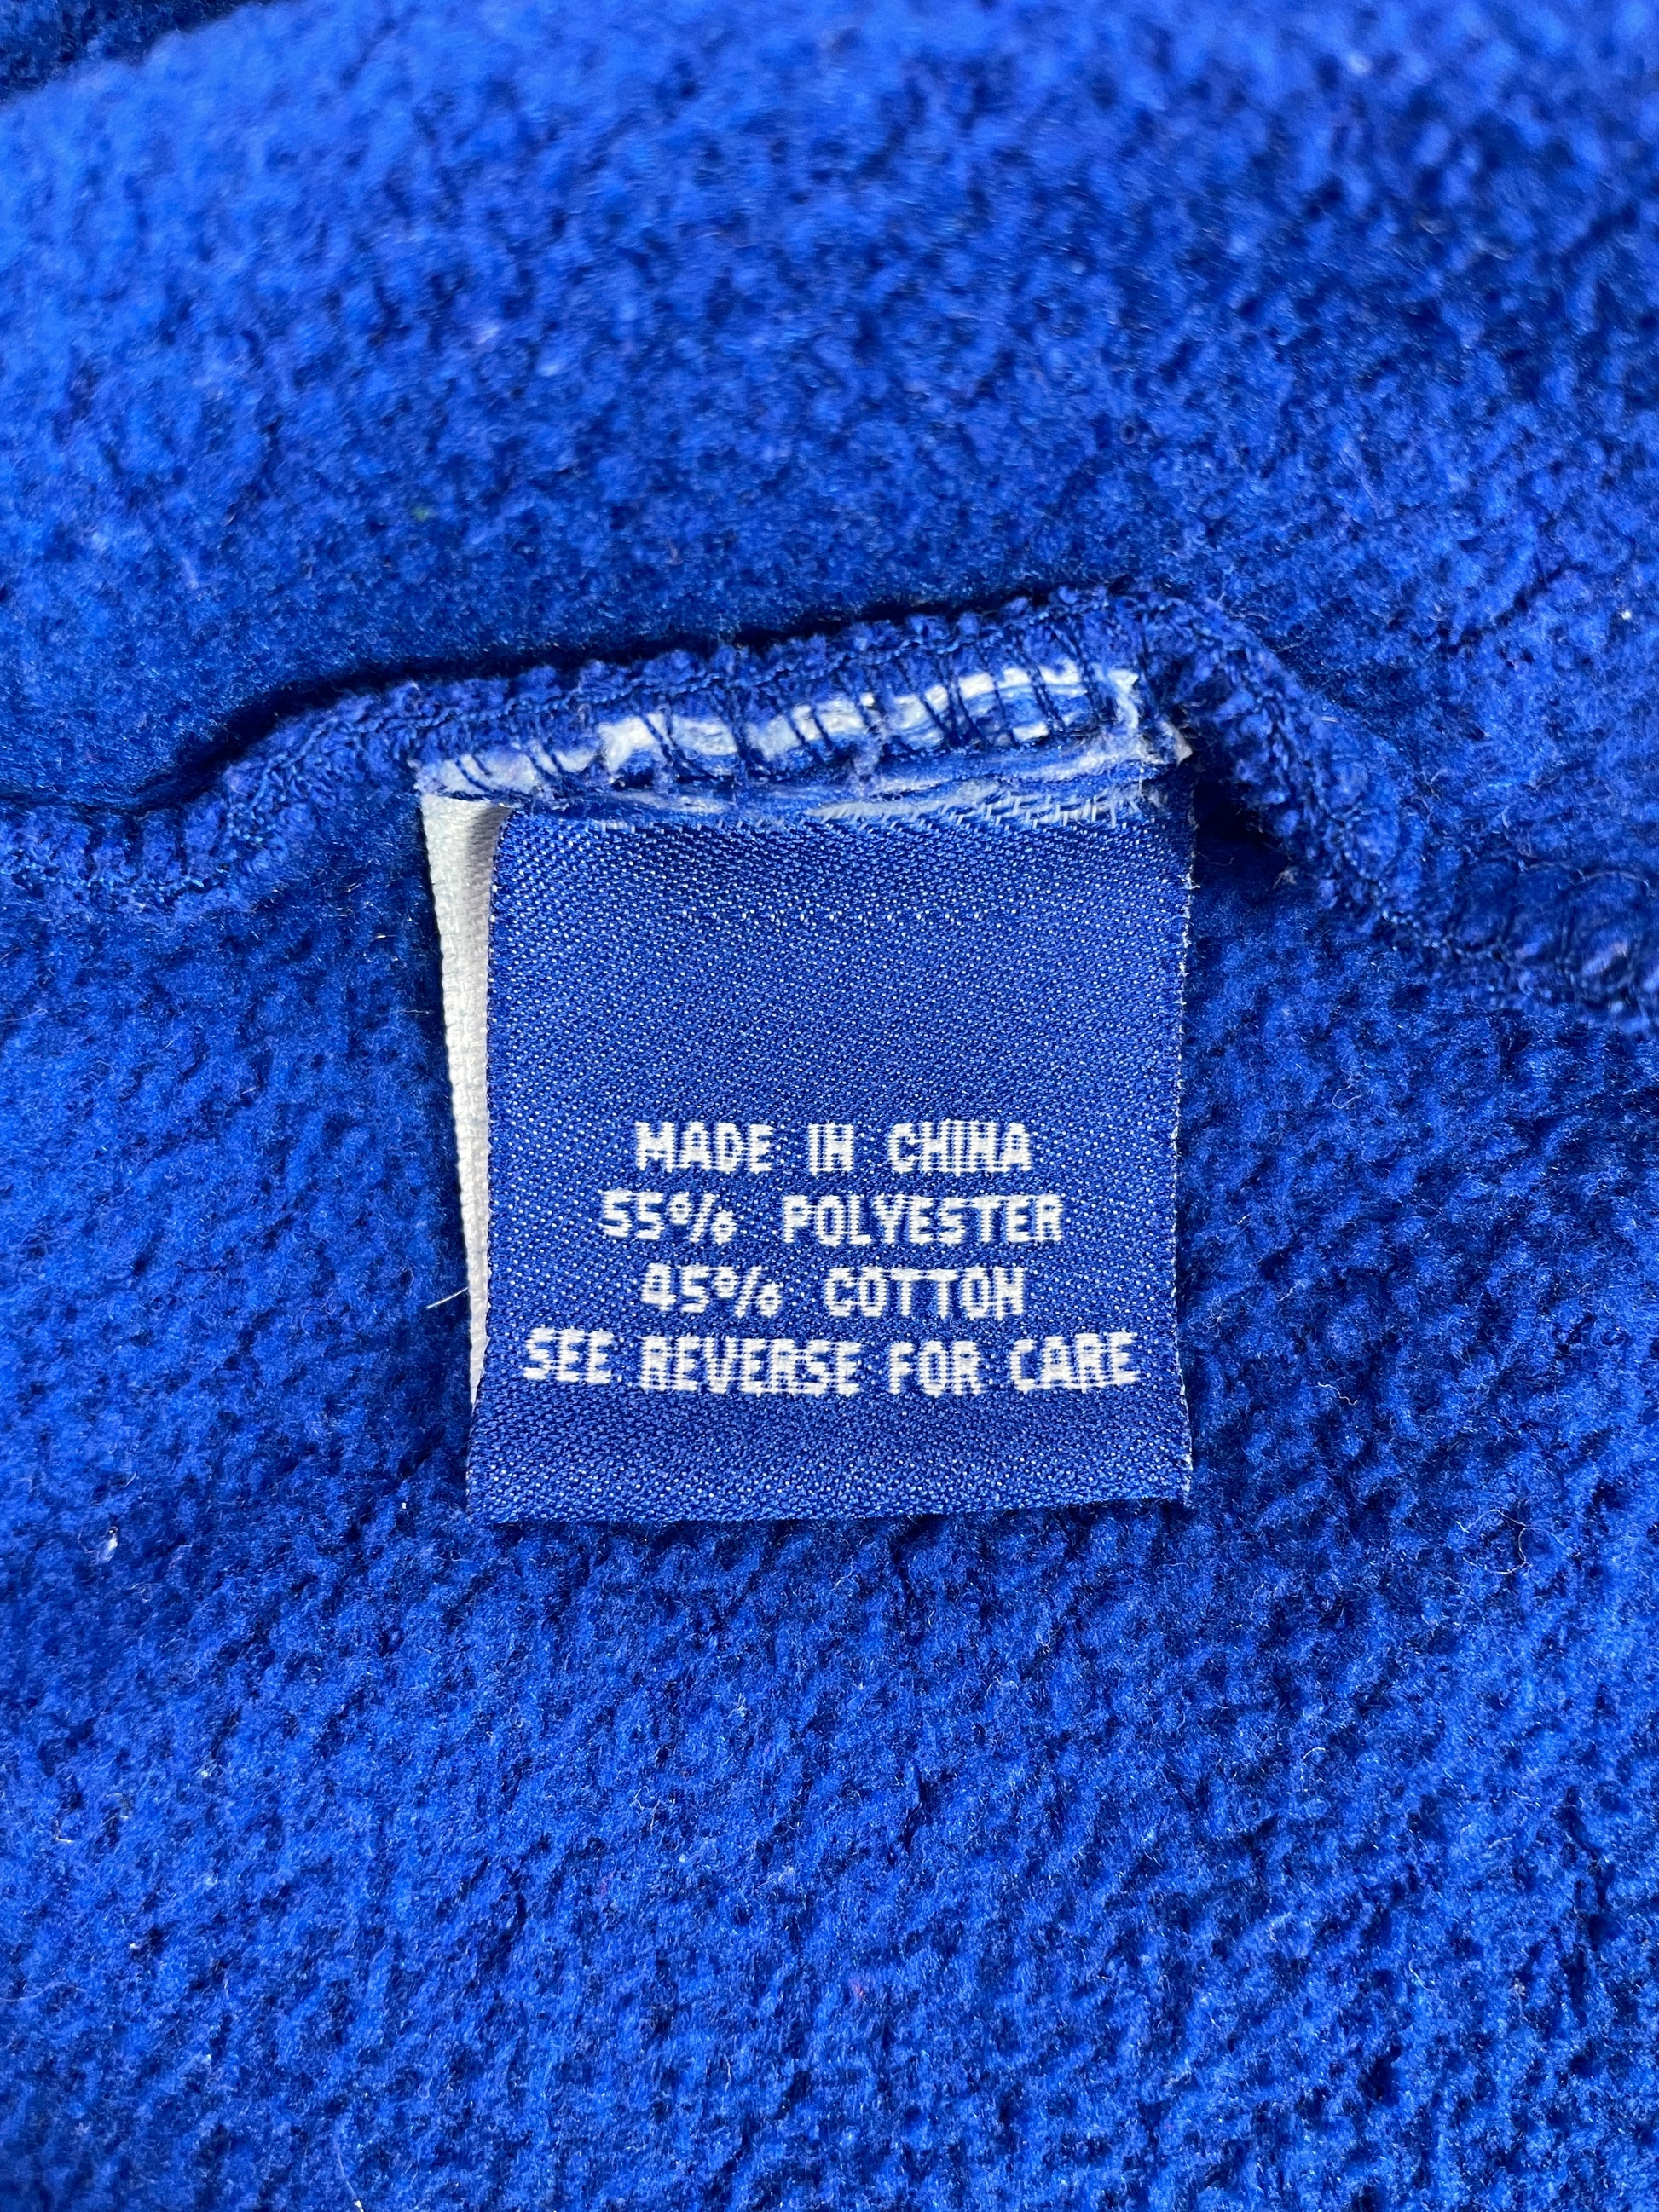 MADE IN CHINA
55% POLYESTER
45% COTTON
SEE REVERSE FOR CARE